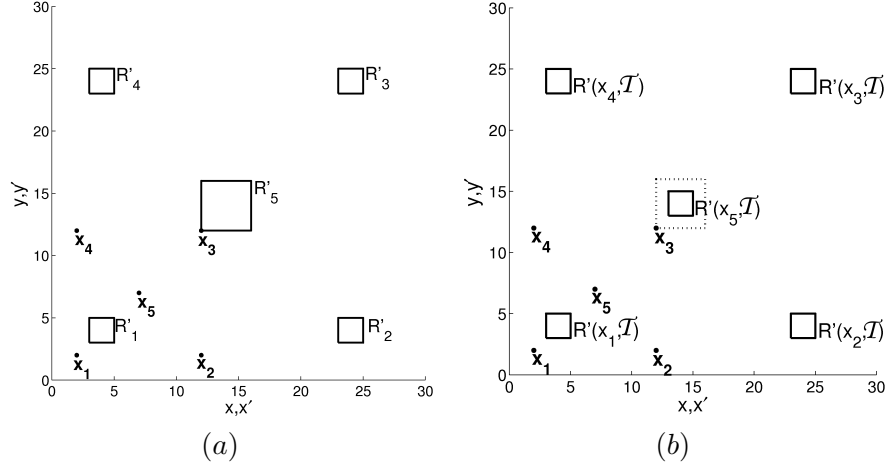 30
25
20
15
10
5
0
y,y′
R'₄
R'₃
R'₅
x₄
x₃
x₅
R'₁
R'₂
x₁
x₂
0 5 10 15 20 25 30
x,x′
(a)
30
25
20
15
10
5
0
y,y′
R'(x₄,𝒯)
R'(x₃,𝒯)
R'(x₅,𝒯)
x₄
x₃
x₅
R'(x₁,𝒯)
R'(x₂,𝒯)
x₁
x₂
0 5 10 15 20 25 30
x,x′
(b)